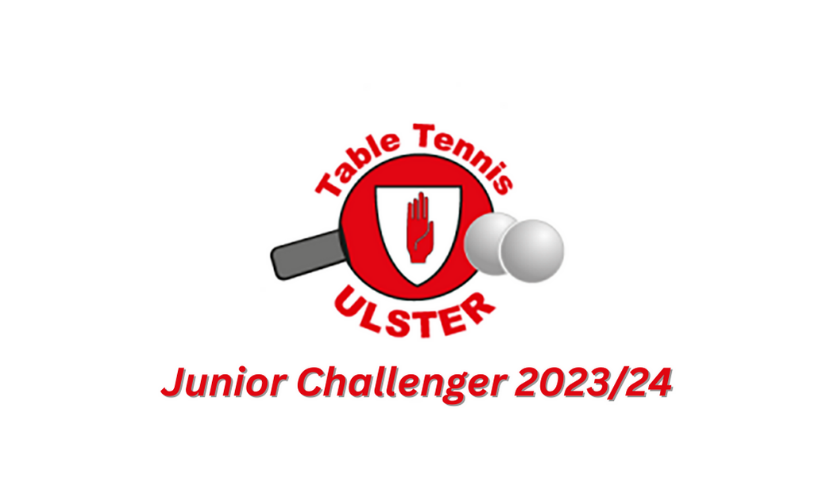 Table Tennis
ULSTER
Junior Challenger 2023/24